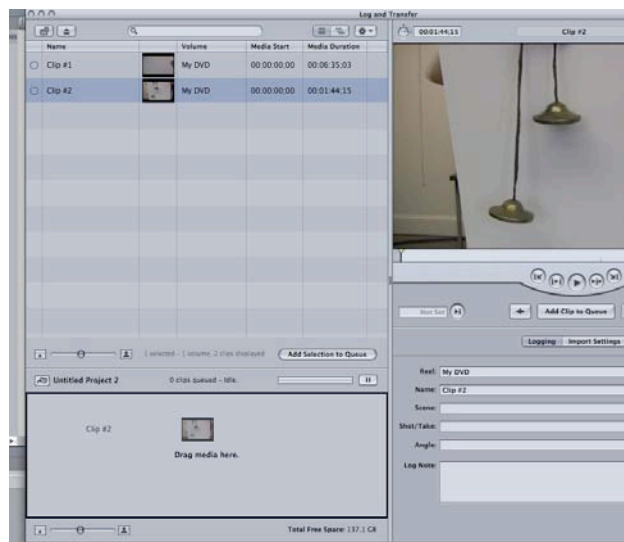 Log and Transfer
Name Volume Media Start Media Duration
Clip #1 My DVD 00:00:00;00 00:06:35;03
Clip #2 My DVD 00:00:00;00 00:01:44;15
1 selected - 1 volume, 2 clips displayed Add Selection to Queue
Untitled Project 2 0 clips queued - Idle.
Clip #2
Drag media here.
Total Free Space: 137.1 GB
00:01:44;15 Clip #2
Not Set Add Clip to Queue
Logging Import Settings
Reel: My DVD
Name: Clip #2
Scene:
Shot/Take:
Angle:
Log Note: